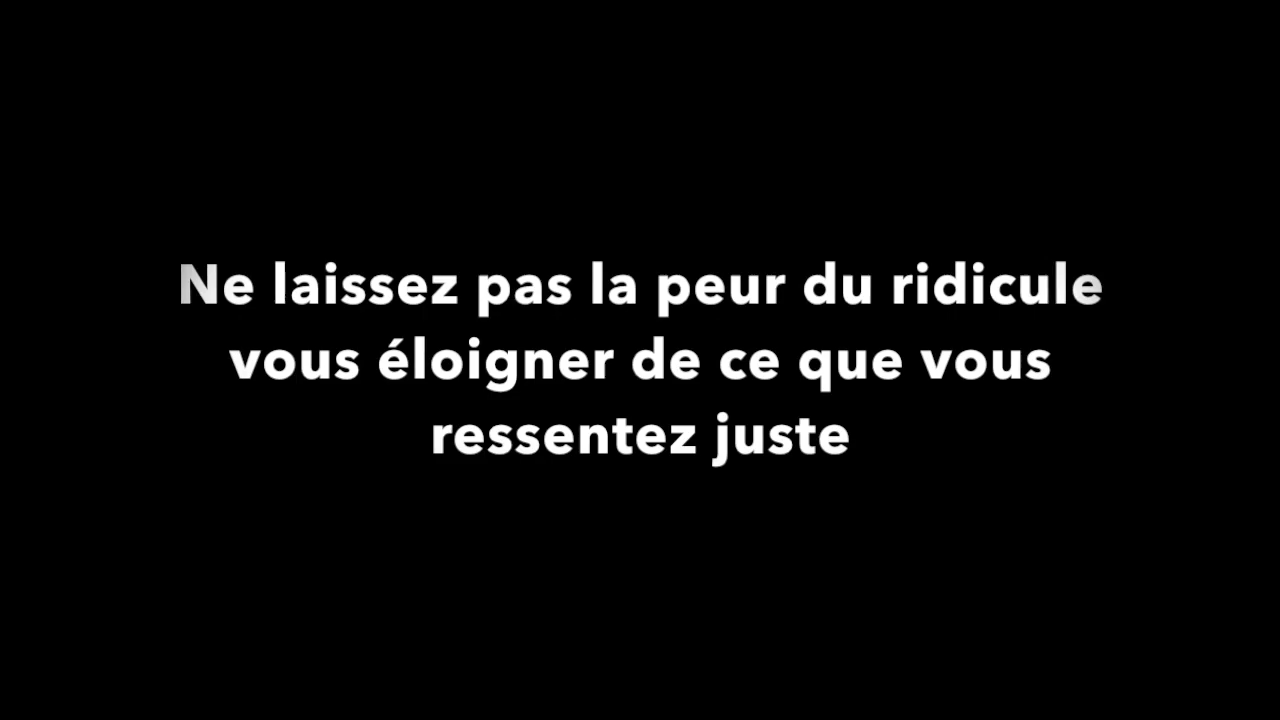 Ne laissez pas la peur du ridicule
vous éloigner de ce que vous
ressentez juste